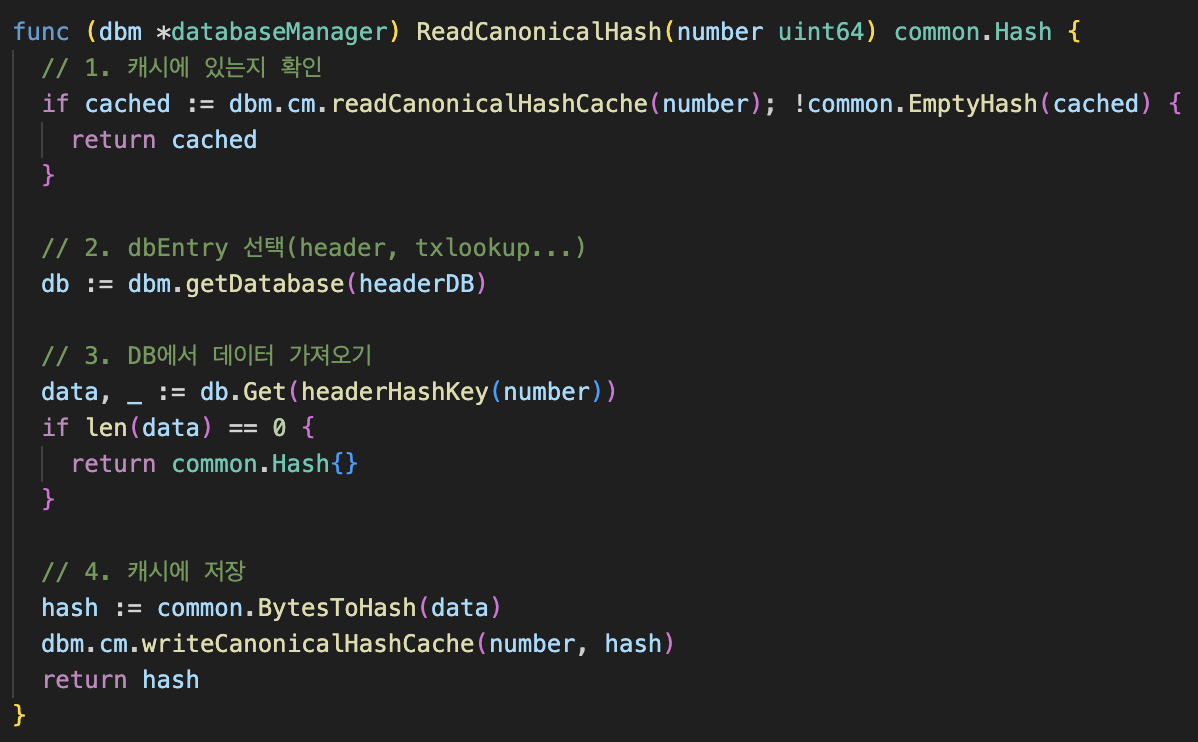 func (dbm *databaseManager) ReadCanonicalHash(number uint64) common.Hash {
// 1. 캐시에 있는지 확인
if cached := dbm.cm.readCanonicalHashCache(number); !common.EmptyHash(cached) {
return cached
}
// 2. dbEntry 선택(header, txlookup...)
db := dbm.getDatabase(headerDB)
// 3. DB에서 데이터 가져오기
data, _ := db.Get(headerHashKey(number))
if len(data) == 0 {
return common.Hash{}
}
// 4. 캐시에 저장
hash := common.BytesToHash(data)
dbm.cm.writeCanonicalHashCache(number, hash)
return hash
}